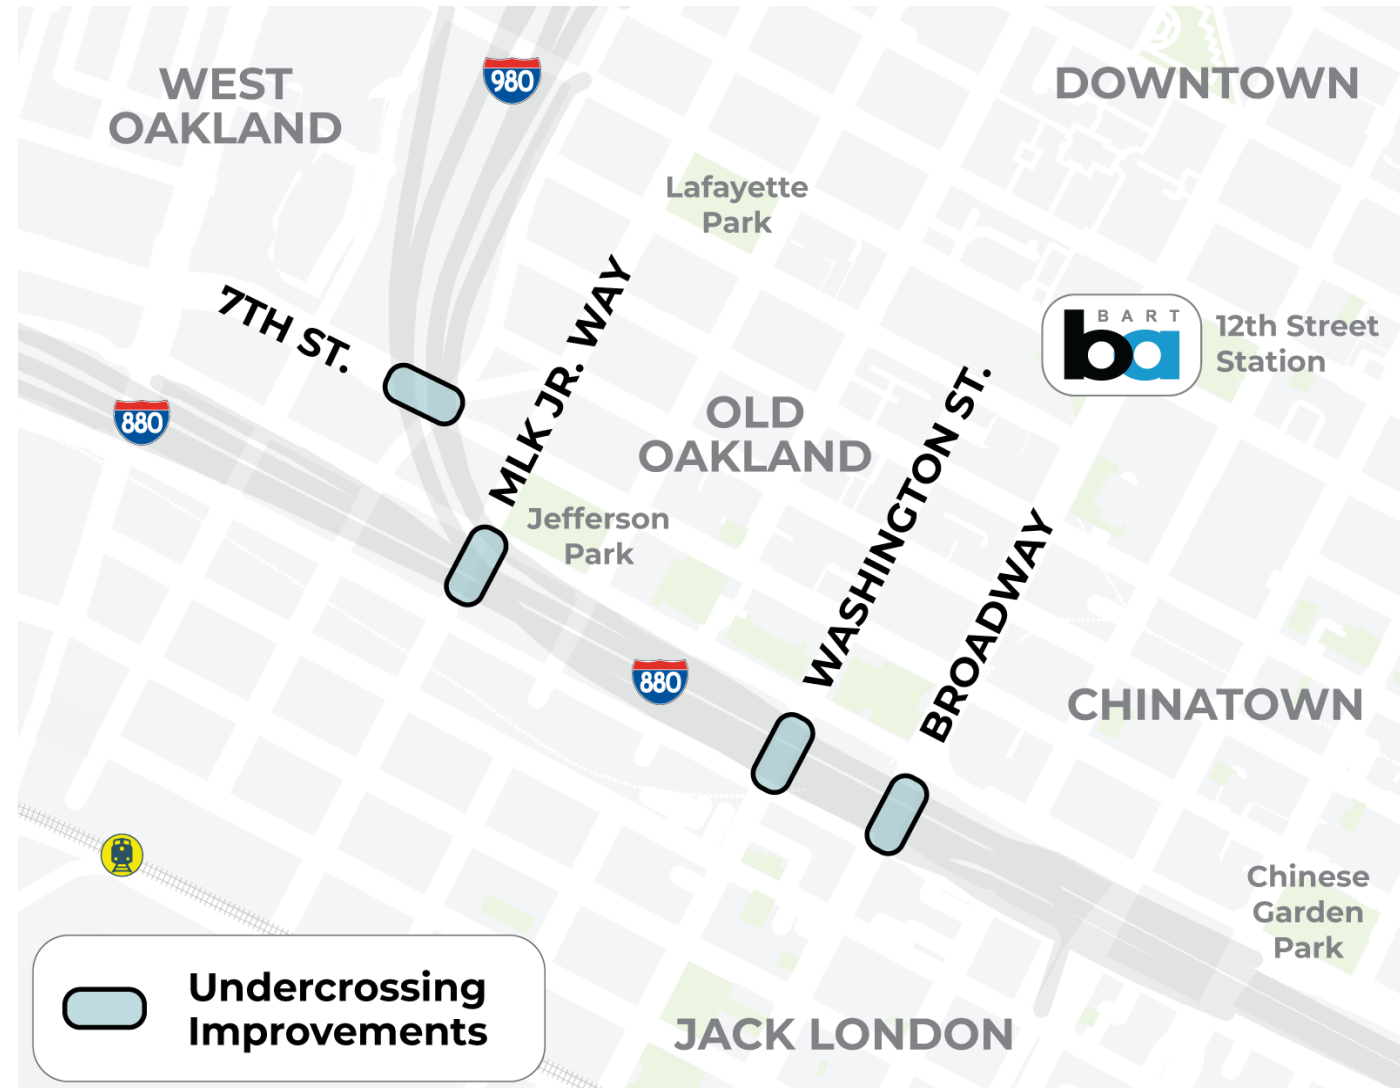 WEST
OAKLAND
980
DOWNTOWN
Lafayette
Park
7TH ST.
MLK JR. WAY
BART
ba
12th Street
Station
880
OLD
OAKLAND
WASHINGTON ST.
Jefferson
Park
BROADWAY
880
CHINATOWN
Chinese
Garden
Park
Undercrossing
Improvements
JACK LONDON